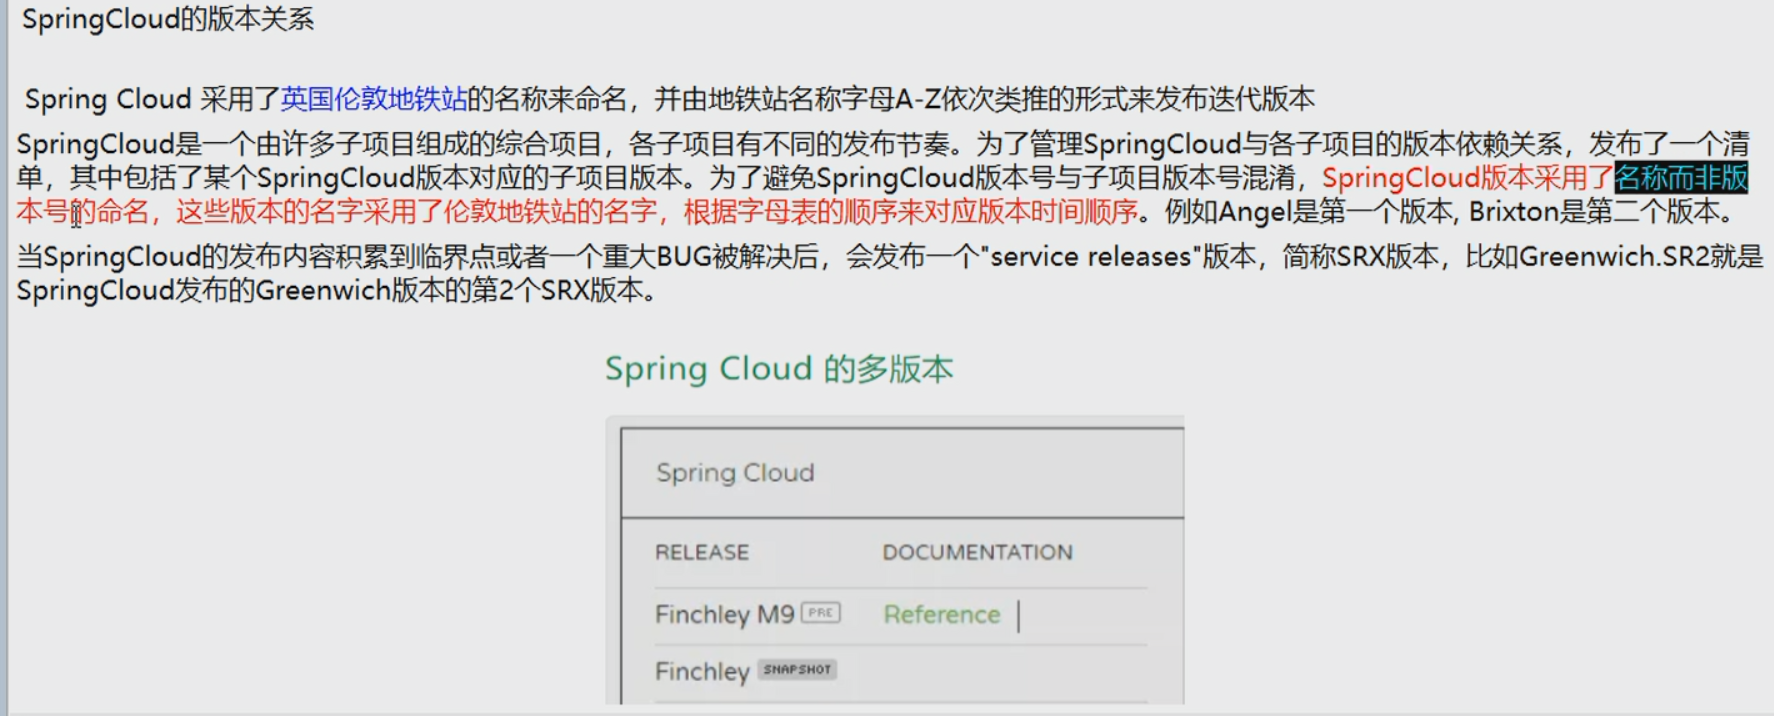 SpringCloud的版本关系
Spring Cloud 采用了英国伦敦地铁站的名称来命名，并由地铁站名称字母A-Z依次类推的形式来发布迭代版本
SpringCloud是一个由许多子项目组成的综合项目，各子项目有不同的发布节奏。为了管理SpringCloud与各子项目的版本依赖关系，发布了一个清
单，其中包括了某个SpringCloud版本对应的子项目版本。为了避免SpringCloud版本号与子项目版本号混淆，SpringCloud版本采用了名称而非版
本号的命名，这些版本的名字采用了伦敦地铁站的名字，根据字母表的顺序来对应版本时间顺序。例如Angel是第一个版本, Brixton是第二个版本。
当SpringCloud的发布内容积累到临界点或者一个重大BUG被解决后，会发布一个"service releases"版本，简称SRX版本，比如Greenwich.SR2就是
SpringCloud发布的Greenwich版本的第2个SRX版本。
Spring Cloud 的多版本
Spring Cloud
RELEASE DOCUMENTATION
Finchley M9 PRE Reference
Finchley SNAPSHOT